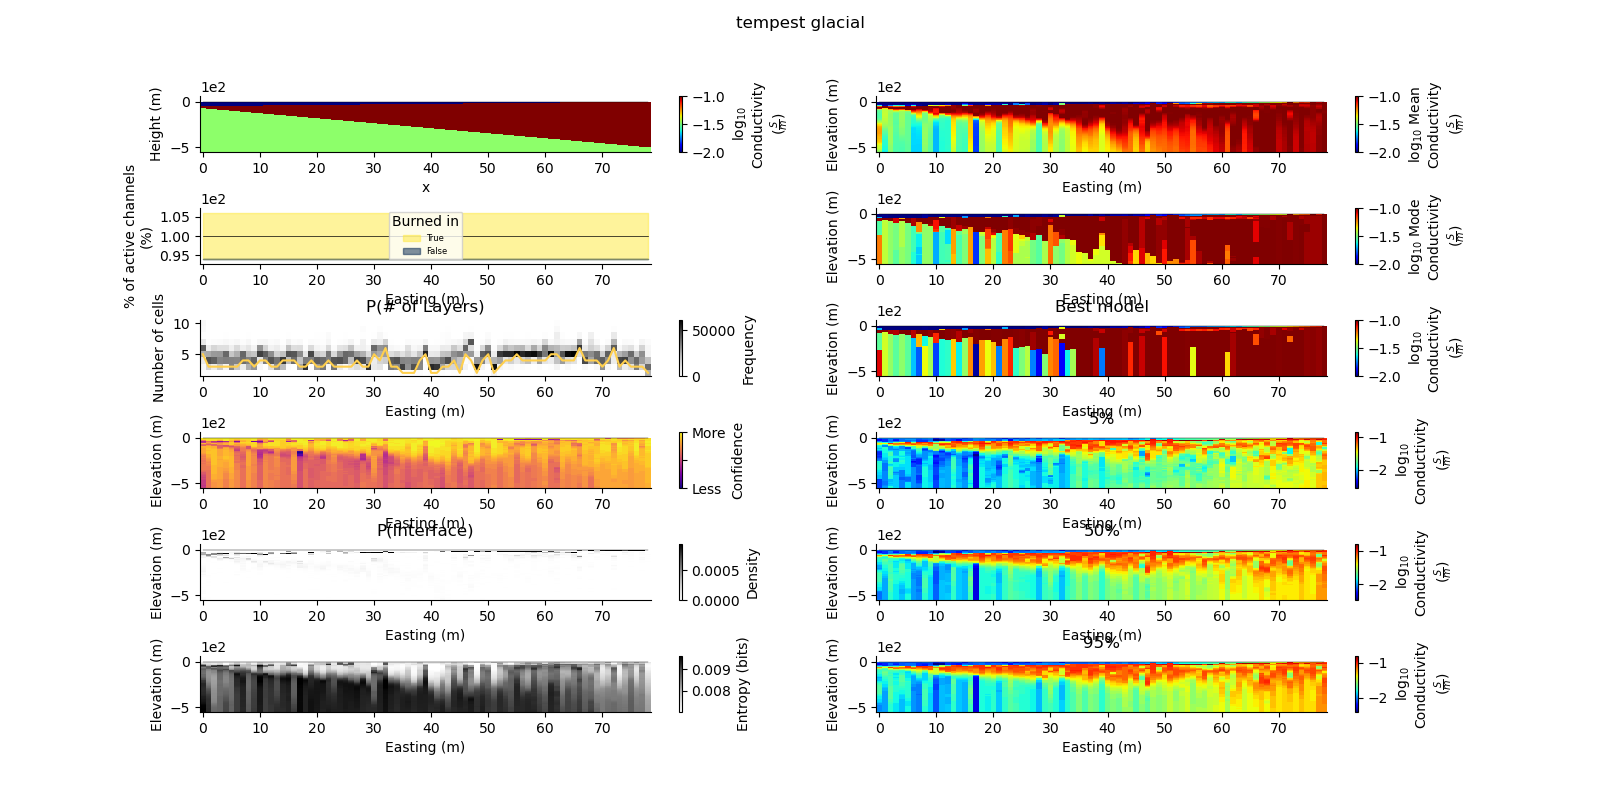 tempest glacial
1e2
Height (m)
0
−5
0 10 20 30 40 50 60 70
x
−1.0
−1.5
−2.0
log10
Conductivity
(S/m)
1e2
Elevation (m)
0
−5
0 10 20 30 40 50 60 70
Easting (m)
−1.0
−1.5
−2.0
log10 Mean
Conductivity
(S/m)
% of active channels
(%)
1e2
1.05
1.00
0.95
Burned in
True
False
0 10 20 30 40 50 60 70
Easting (m)
1e2
Elevation (m)
0
−5
0 10 20 30 40 50 60 70
Easting (m)
−1.0
−1.5
−2.0
log10 Mode
Conductivity
(S/m)
P(# of Layers)
Number of cells
10
5
0 10 20 30 40 50 60 70
Easting (m)
50000
0
Frequency
Best model
1e2
Elevation (m)
0
−5
0 10 20 30 40 50 60 70
Easting (m)
−1.0
−1.5
−2.0
log10
Conductivity
(S/m)
1e2
Elevation (m)
0
−5
0 10 20 30 40 50 60 70
Easting (m)
More
Less
Confidence
5%
1e2
Elevation (m)
0
−5
0 10 20 30 40 50 60 70
Easting (m)
−1
−2
log10
Conductivity
(S/m)
P(Interface)
1e2
Elevation (m)
0
−5
0 10 20 30 40 50 60 70
Easting (m)
0.0005
0.0000
Density
50%
1e2
Elevation (m)
0
−5
0 10 20 30 40 50 60 70
Easting (m)
−1
−2
log10
Conductivity
(S/m)
1e2
Elevation (m)
0
−5
0 10 20 30 40 50 60 70
Easting (m)
0.009
0.008
Entropy (bits)
95%
1e2
Elevation (m)
0
−5
0 10 20 30 40 50 60 70
Easting (m)
−1
−2
log10
Conductivity
(S/m)